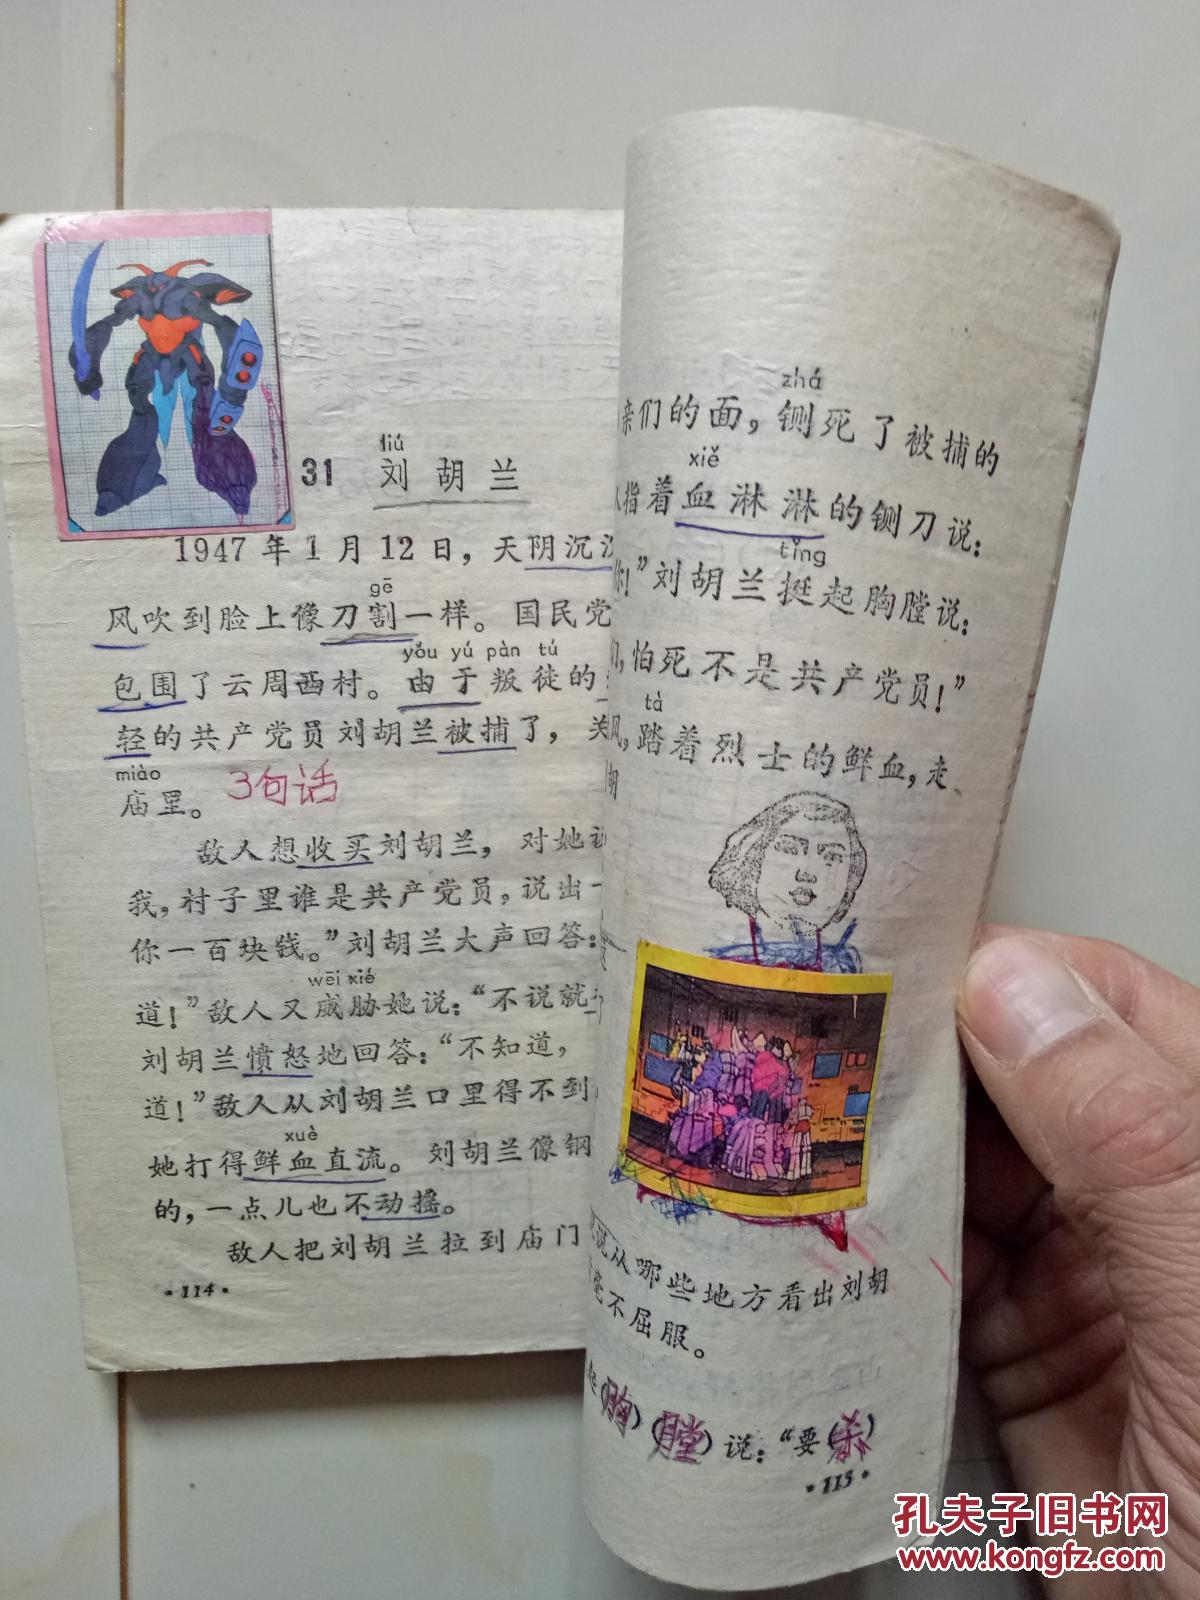 liú
31 刘胡兰
1947年1月12日，天阴沉
gē
风吹到脸上像刀割一样。国民党
yóu yú pàn tú
包围了云周西村。由于叛徒的
轻的共产党员刘胡兰被捕了，关
miào
庙里。
3句话
敌人想收买刘胡兰，对她
我，村子里谁是共产党员，说出一
你一百块钱。”刘胡兰大声回答：
wēi xié
道！”敌人又威胁她说：“不说就
刘胡兰愤怒地回答：“不知道，
道！”敌人从刘胡兰口里得不到
xuè
她打得鲜血直流。刘胡兰像钢
的，一点儿也不动摇。
敌人把刘胡兰拉到庙门
·114·
zhá
亲们的面，铡死了被捕的
xiě
人指着血淋淋的铡刀说：
tǐng
你！”刘胡兰挺起胸膛说：
怕死不是共产党员！”
tà
风，踏着烈士的鲜血，走
胡
说从哪些地方看出刘胡
毫不屈服。
起(胸)(膛)说：“要(杀)
·115·
孔夫子旧书网
www.kongfz.com